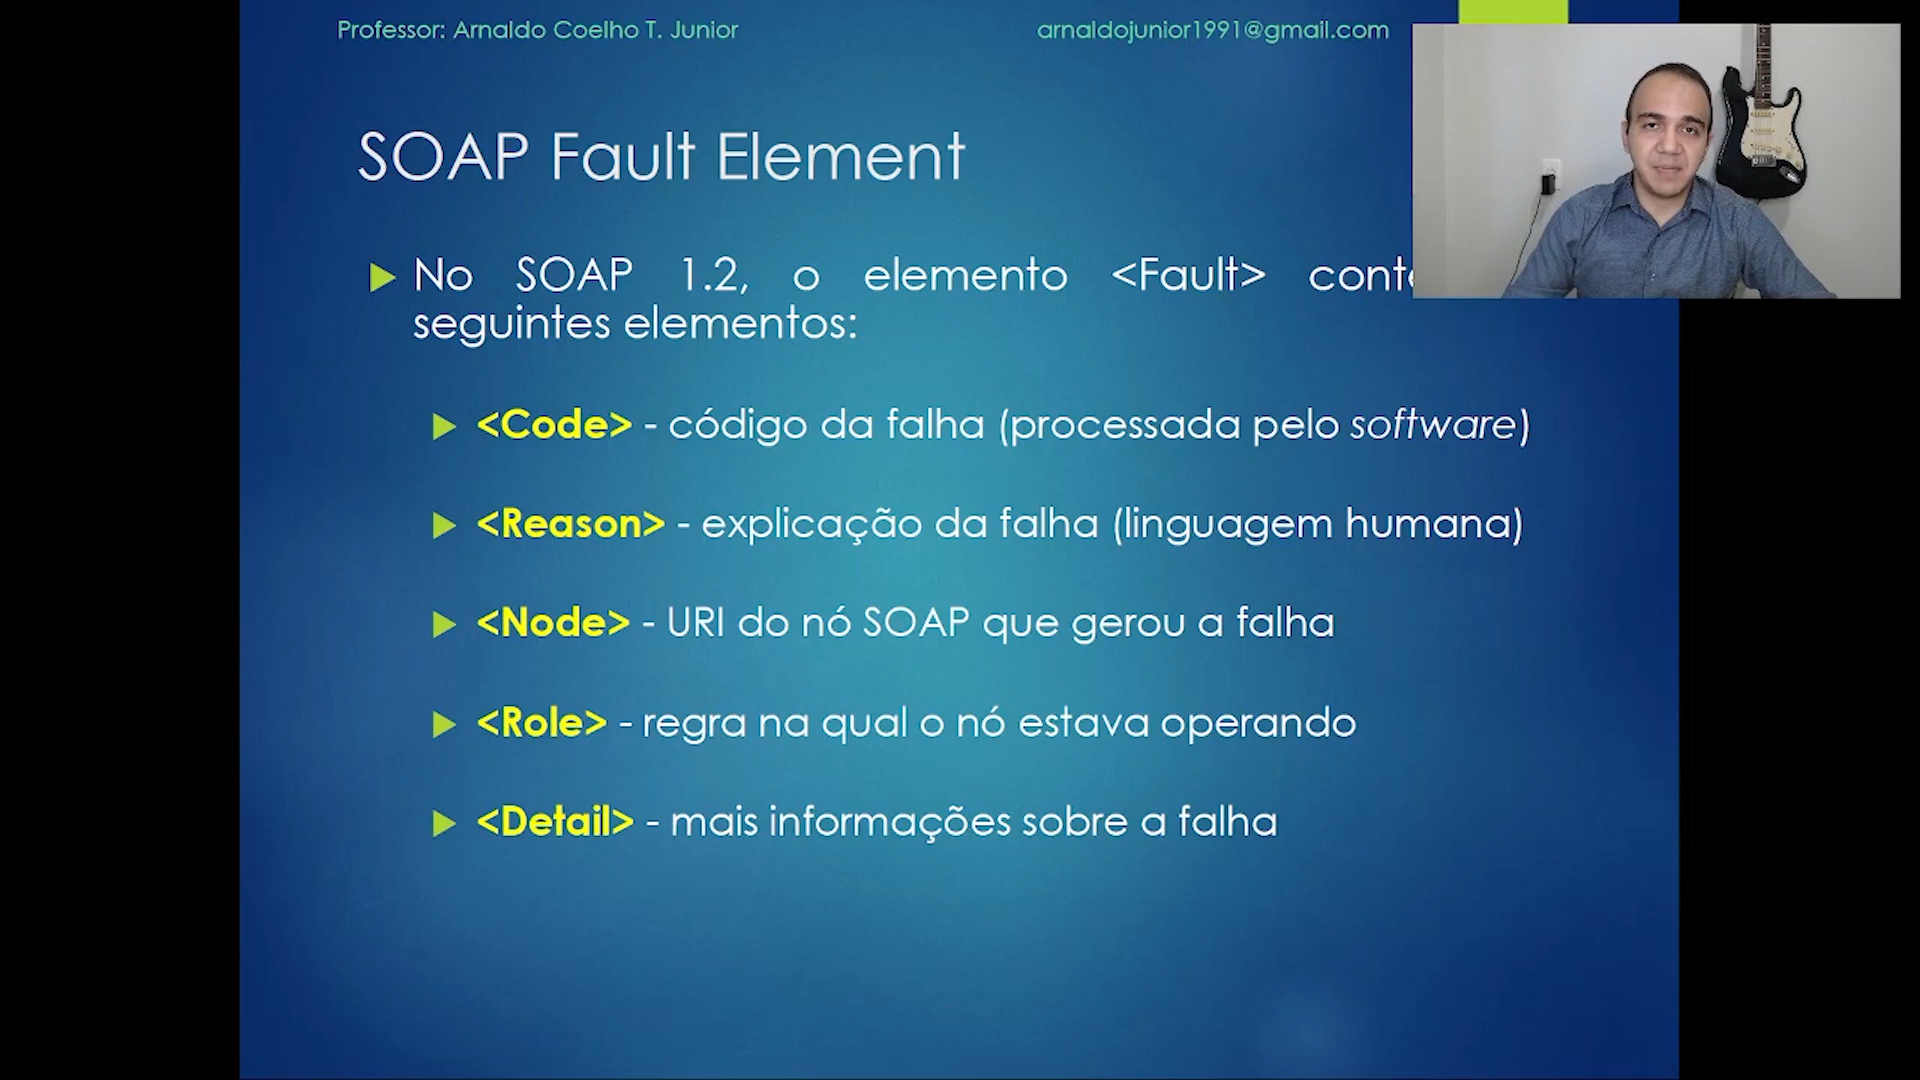 Professor: Arnaldo Coelho T. Junior
arnaldojunior1991@gmail.com
SOAP Fault Element
No SOAP 1.2, o elemento <Fault>
seguintes elementos:
<Code> - código da falha (processada pelo software)
<Reason> - explicação da falha (linguagem humana)
<Node> - URI do nó SOAP que gerou a falha
<Role> - regra na qual o nó estava operando
<Detail> - mais informações sobre a falha